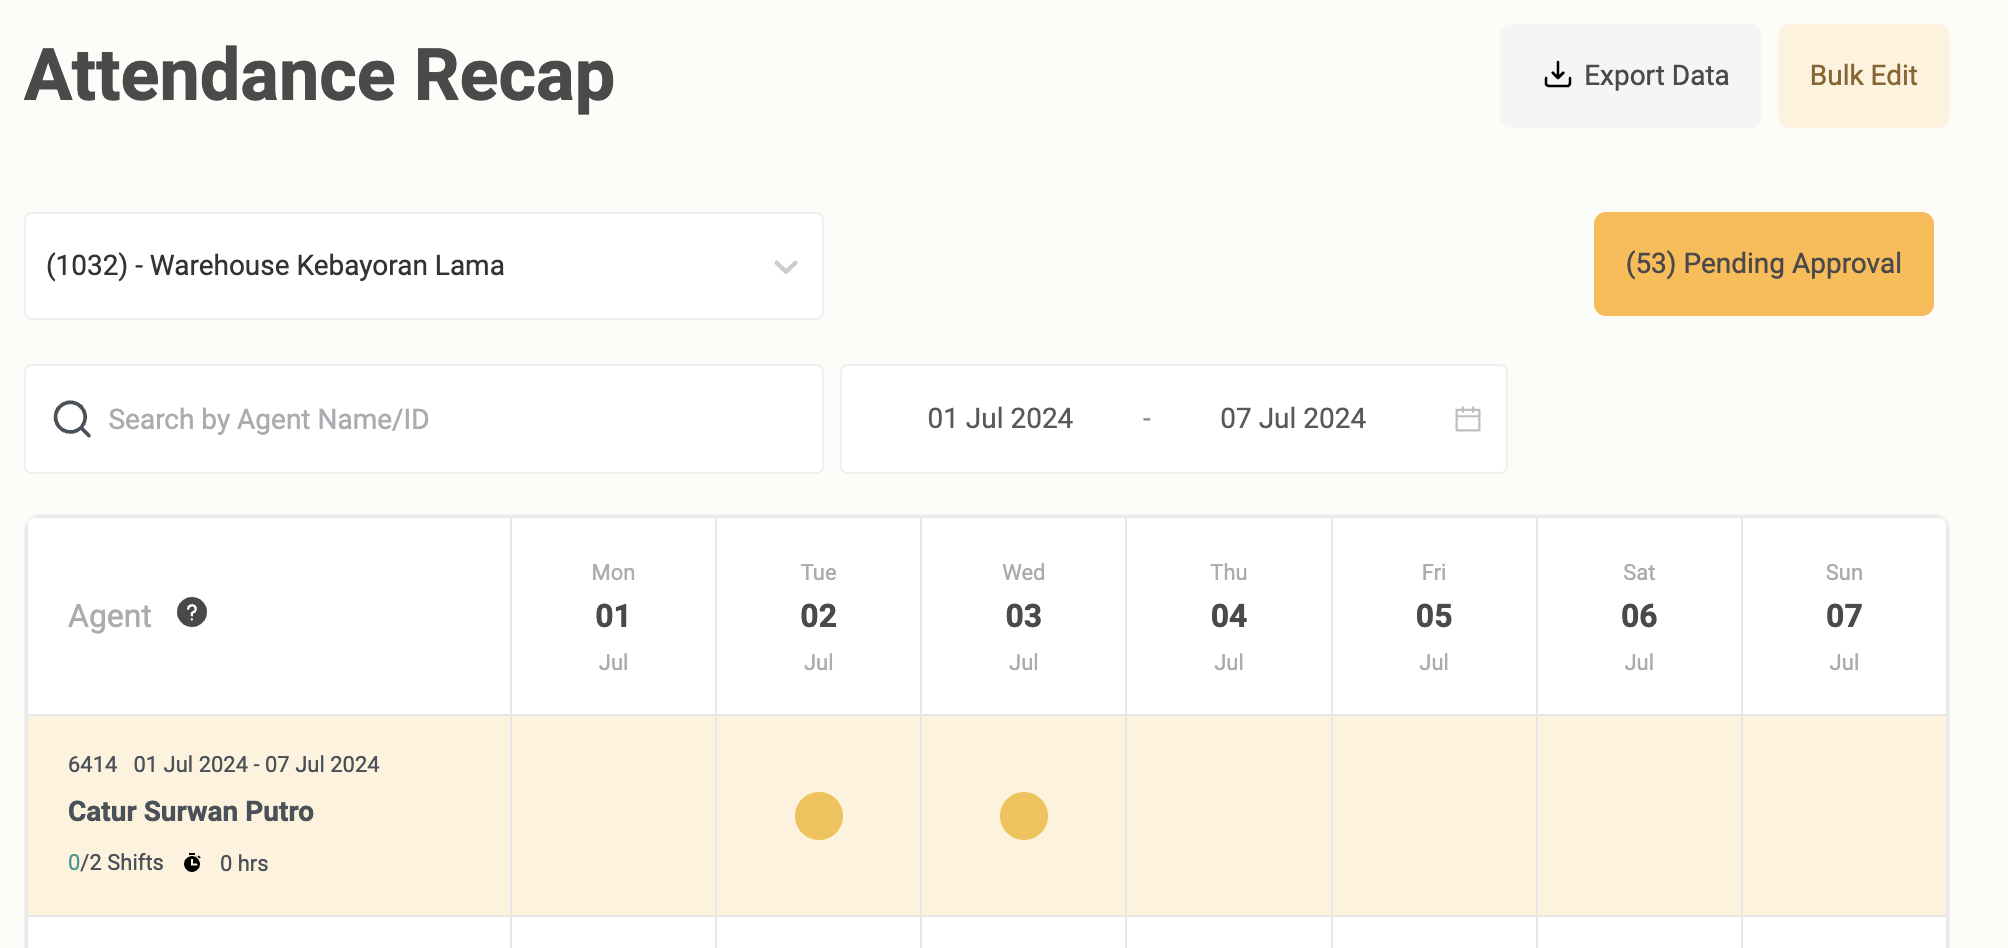 Attendance Recap
Export Data
Bulk Edit
(1032) - Warehouse Kebayoran Lama
(53) Pending Approval
Search by Agent Name/ID
01 Jul 2024 - 07 Jul 2024
Agent ?
Mon 01 Jul
Tue 02 Jul
Wed 03 Jul
Thu 04 Jul
Fri 05 Jul
Sat 06 Jul
Sun 07 Jul
6414 01 Jul 2024 - 07 Jul 2024
Catur Surwan Putro
0/2 Shifts 0 hrs